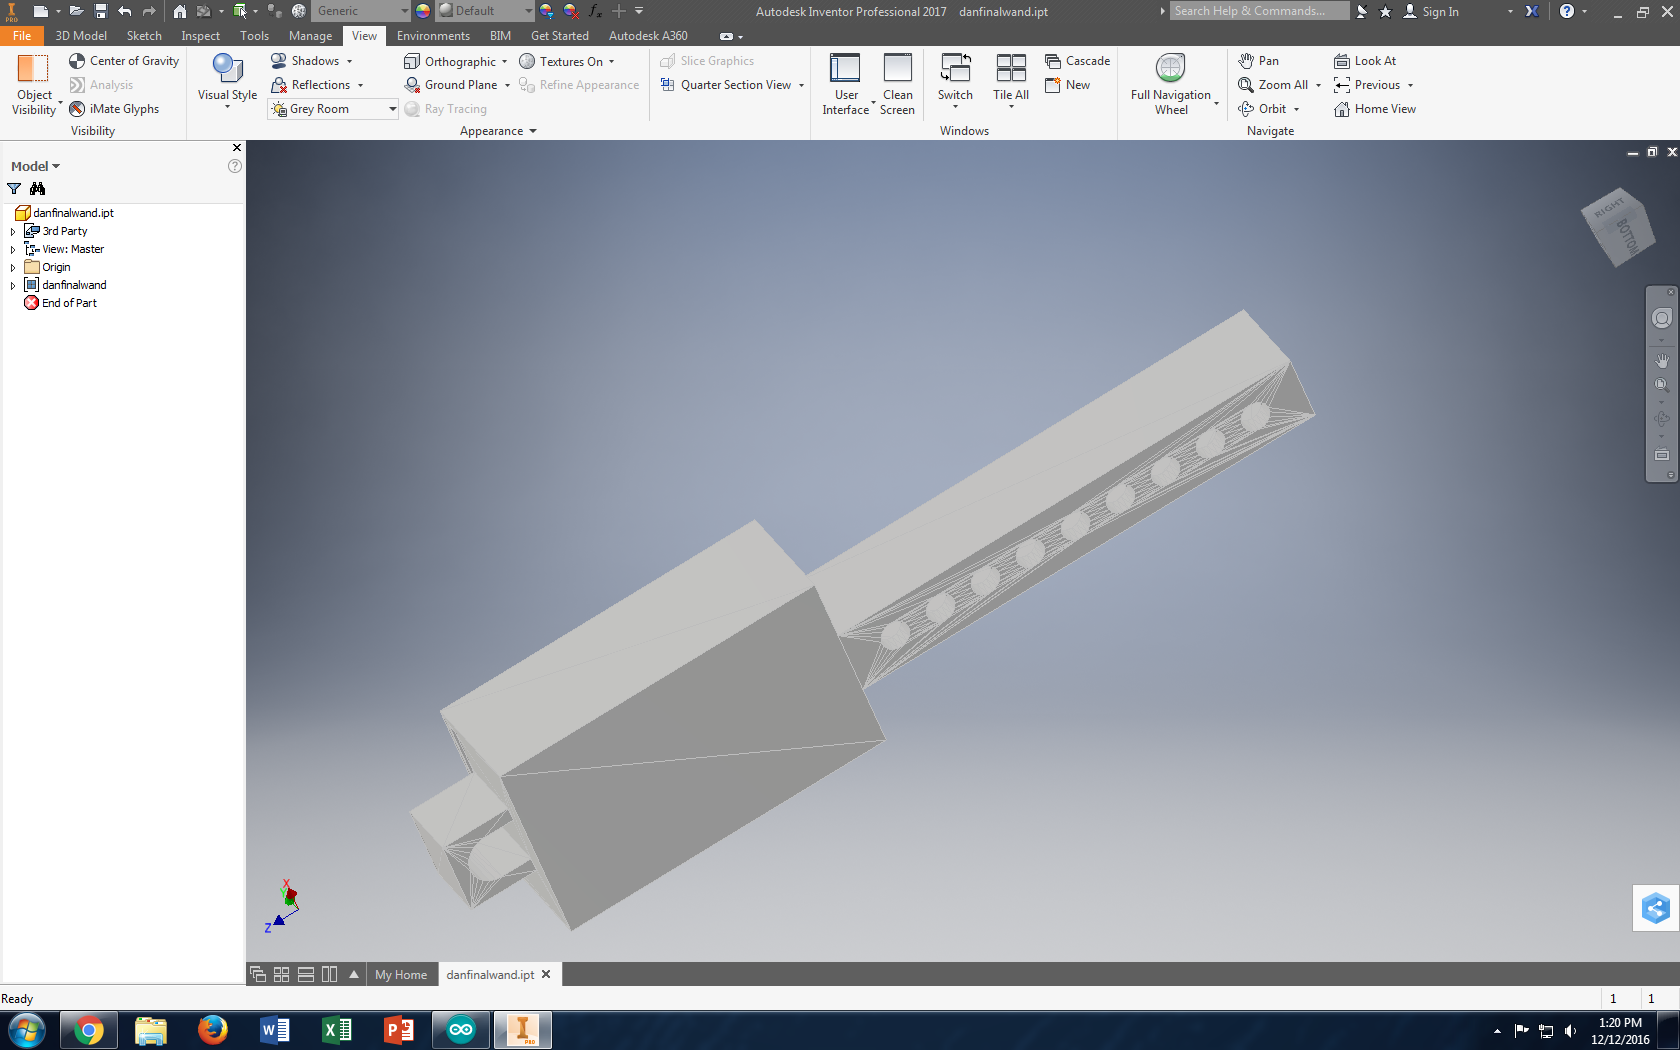 PRO
Generic
Default
fx
Autodesk Inventor Professional 2017 danfinalwand.ipt
Search Help & Commands...
Sign In
File 3D Model Sketch Inspect Tools Manage View Environments BIM Get Started Autodesk A360
Object Visibility
Center of Gravity
Analysis
iMate Glyphs
Visibility
Visual Style
Shadows
Reflections
Grey Room
Orthographic
Ground Plane
Ray Tracing
Textures On
Refine Appearance
Appearance
Slice Graphics
Quarter Section View
User Interface
Clean Screen
Switch
Tile All
Cascade
New
Windows
Full Navigation Wheel
Pan
Zoom All
Orbit
Look At
Previous
Home View
Navigate
Model
danfinalwand.ipt
3rd Party
View: Master
Origin
danfinalwand
End of Part
RIGHT
BOTTOM
X
Y
Z
My Home
danfinalwand.ipt
Ready
1 1
1:20 PM
12/12/2016